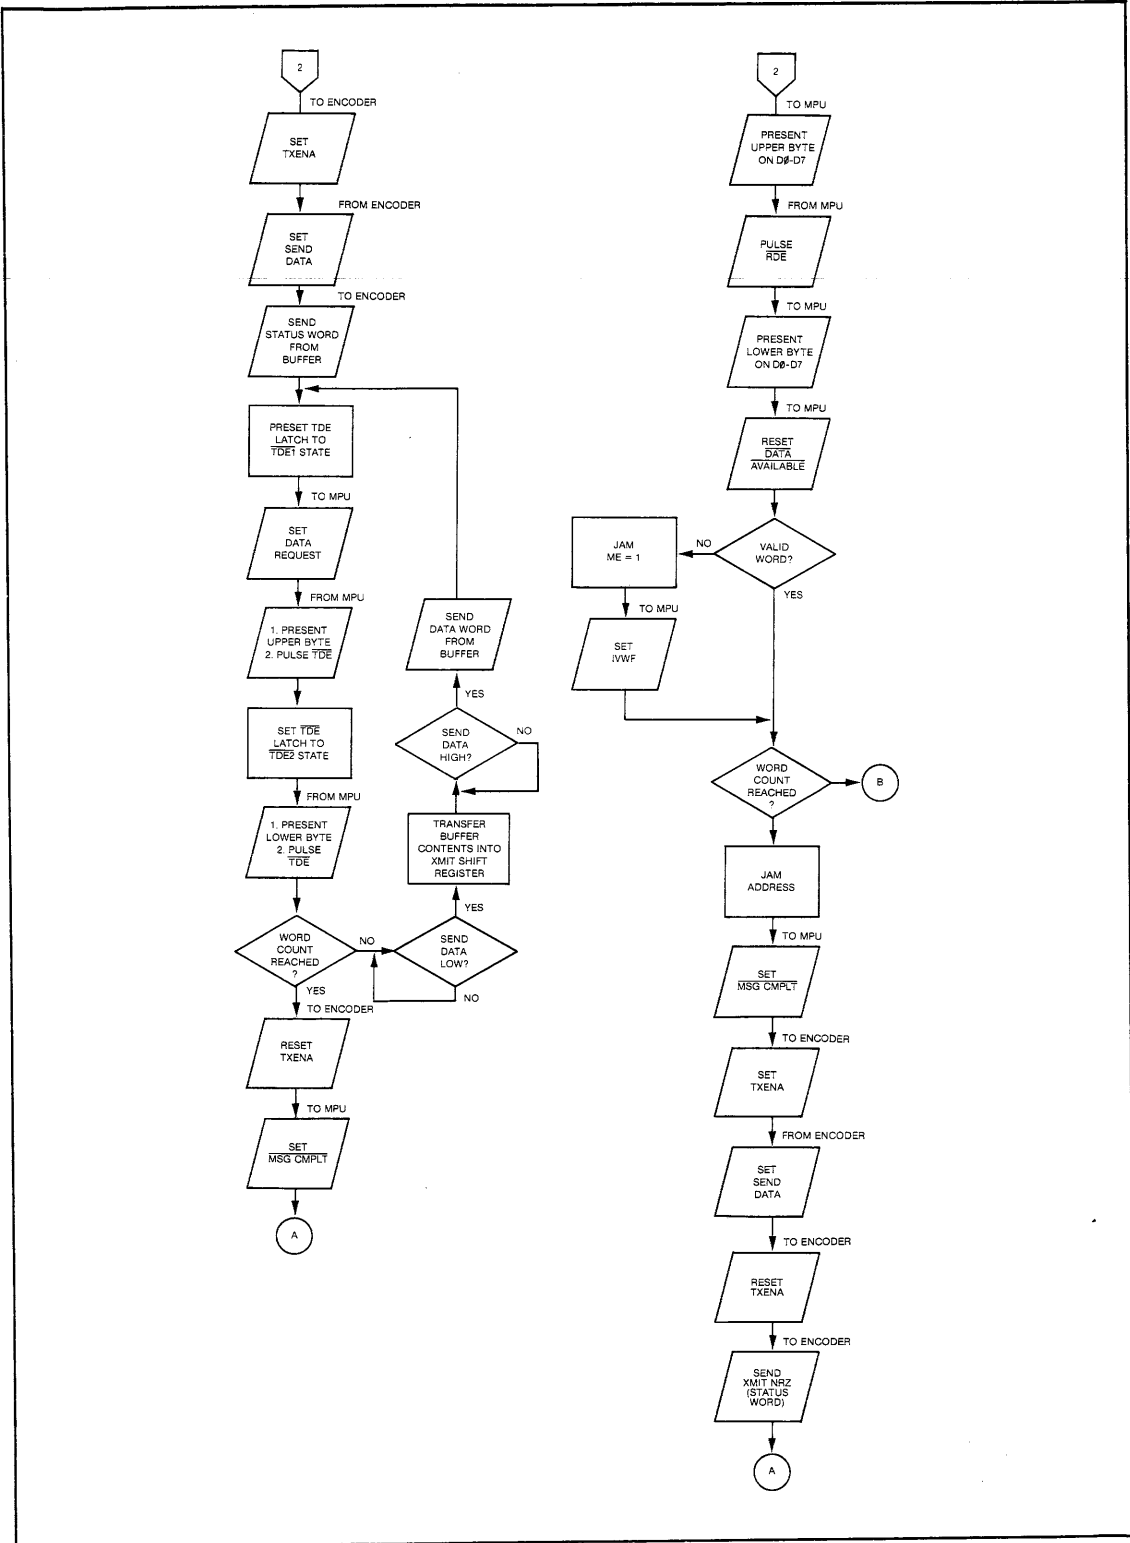 2
TO ENCODER
SET
TXENA
FROM ENCODER
SET
SEND
DATA
TO ENCODER
SEND
STATUS WORD
FROM
BUFFER
PRESET TDE
LATCH TO
TDE1 STATE
TO MPU
SET
DATA
REQUEST
FROM MPU
1. PRESENT
UPPER BYTE
2. PULSE TDE
SET TDE
LATCH TO
TDE2 STATE
FROM MPU
1. PRESENT
LOWER BYTE
2. PULSE
TDE
WORD
COUNT
REACHED
?
NO
YES
TO ENCODER
RESET
TXENA
TO MPU
SET
MSG CMPLT
A
SEND
DATA WORD
FROM
BUFFER
YES
SEND
DATA
HIGH?
NO
TRANSFER
BUFFER
CONTENTS INTO
XMIT SHIFT
REGISTER
YES
SEND
DATA
LOW?
NO
2
TO MPU
PRESENT
UPPER BYTE
ON DØ-D7
FROM MPU
PULSE
RDE
TO MPU
PRESENT
LOWER BYTE
ON DØ-D7
TO MPU
RESET
DATA
AVAILABLE
VALID
WORD?
NO
YES
JAM
ME = 1
TO MPU
SET
IVWF
WORD
COUNT
REACHED
?
B
JAM
ADDRESS
TO MPU
SET
MSG CMPLT
TO ENCODER
SET
TXENA
FROM ENCODER
SET
SEND
DATA
TO ENCODER
RESET
TXENA
TO ENCODER
SEND
XMIT NRZ
(STATUS
WORD)
A